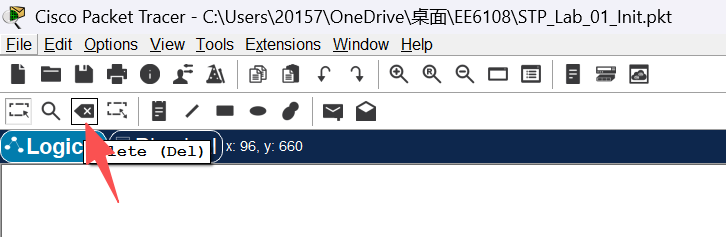 Cisco Packet Tracer - C:\Users\20157\OneDrive\桌面\EE6108\STP_Lab_01_Init.pkt
File Edit Options View Tools Extensions Window Help
Logic
lete (Del) x: 96, y: 660